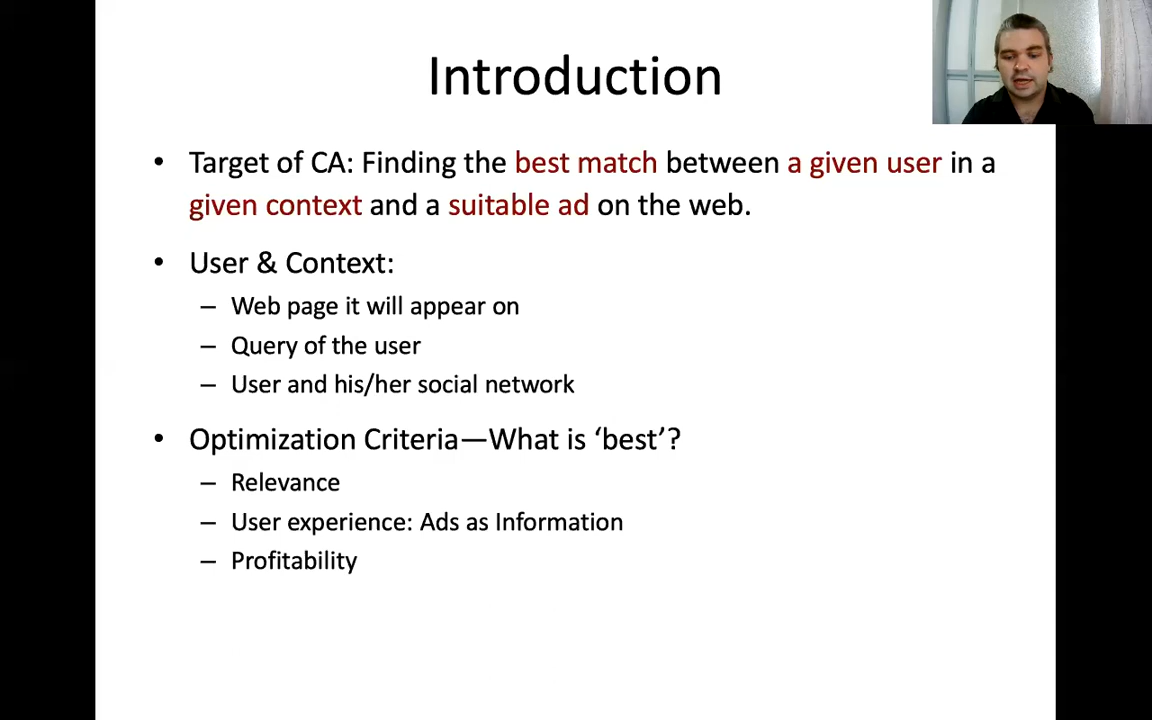 Introduction
• Target of CA: Finding the best match between a given user in a
given context and a suitable ad on the web.
• User & Context:
– Web page it will appear on
– Query of the user
– User and his/her social network
• Optimization Criteria—What is ‘best’?
– Relevance
– User experience: Ads as Information
– Profitability